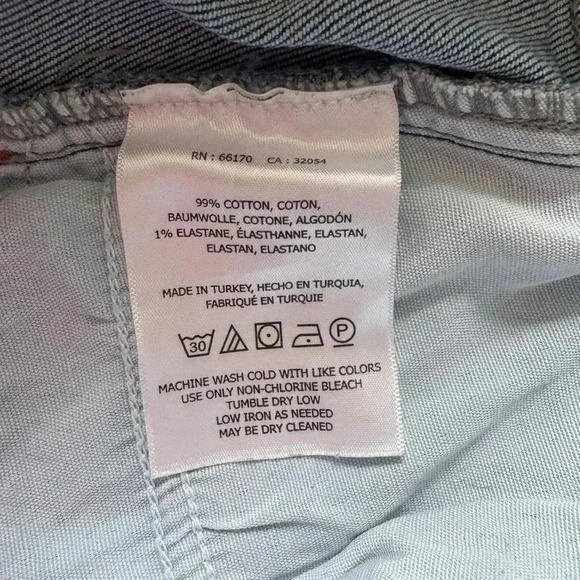 RN : 66170 CA : 32054
99% COTTON, COTON,
BAUMWOLLE, COTONE, ALGODÓN
1% ELASTANE, ÉLASTHANNE, ELASTAN,
ELASTAN, ELASTANO
MADE IN TURKEY, HECHO EN TURQUIA,
FABRIQUÉ EN TURQUIE
30 P
MACHINE WASH COLD WITH LIKE COLORS
USE ONLY NON-CHLORINE BLEACH
TUMBLE DRY LOW
LOW IRON AS NEEDED
MAY BE DRY CLEANED